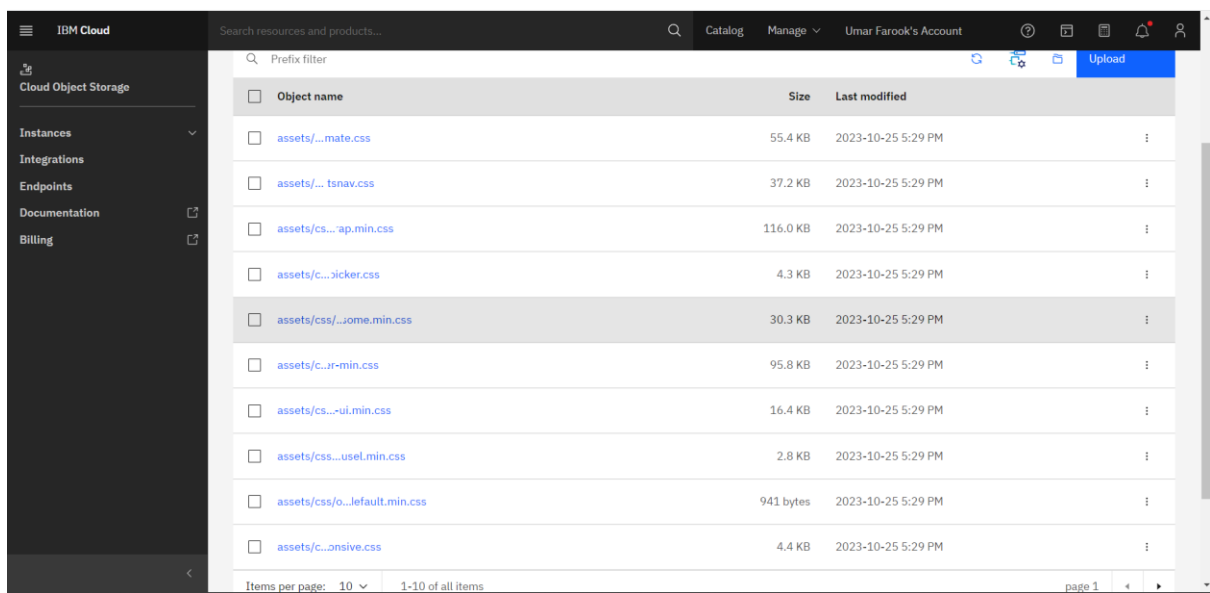 IBM Cloud
Search resources and products...
Catalog
Manage
Umar Farook's Account
Cloud Object Storage
Instances
Integrations
Endpoints
Documentation
Billing
Prefix filter
Upload
Object name Size Last modified
assets/...mate.css 55.4 KB 2023-10-25 5:29 PM
assets/... tsnav.css 37.2 KB 2023-10-25 5:29 PM
assets/cs...ap.min.css 116.0 KB 2023-10-25 5:29 PM
assets/c...picker.css 4.3 KB 2023-10-25 5:29 PM
assets/css/...some.min.css 30.3 KB 2023-10-25 5:29 PM
assets/c...r-min.css 95.8 KB 2023-10-25 5:29 PM
assets/cs...-ui.min.css 16.4 KB 2023-10-25 5:29 PM
assets/css...usel.min.css 2.8 KB 2023-10-25 5:29 PM
assets/css/o...lefault.min.css 941 bytes 2023-10-25 5:29 PM
assets/c...onsive.css 4.4 KB 2023-10-25 5:29 PM
Items per page: 10 1-10 of all items page 1